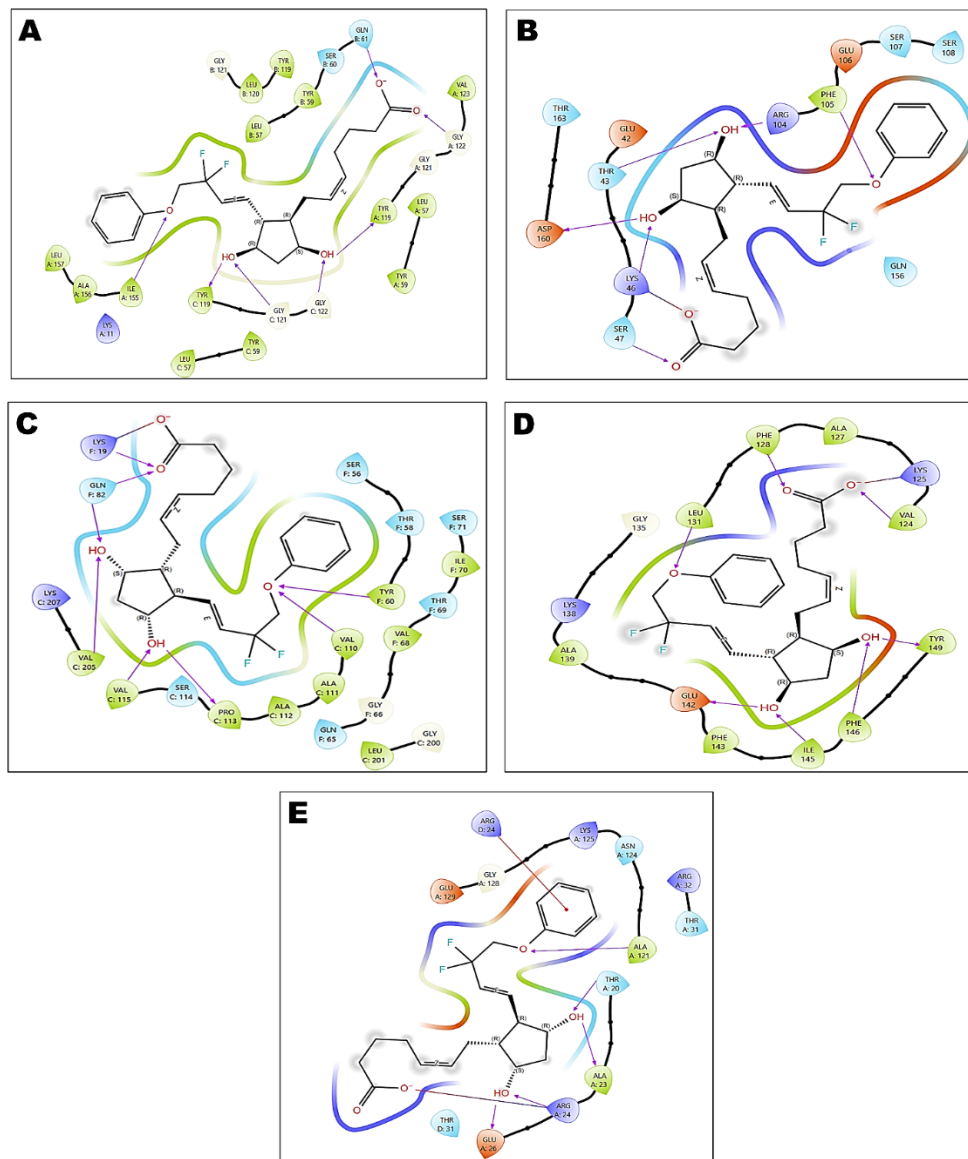 A
GLN
B: 61
SER
B: 60
TYR
B: 119
GLY
B: 121
LEU
B: 120
TYR
B: 59
LEU
B: 57
VAL
A: 123
GLY
A: 122
GLY
A: 121
TYR
A: 119
LEU
A: 57
TYR
A: 59
O-
O
F F
Z
E
O
(R) (R)
(R) (S)
HO OH
LEU
A: 157
ALA
A: 156
ILE
A: 155
LYS
A: 11
TYR
C: 119
GLY
C: 121
GLY
C: 122
TYR
C: 59
LEU
C: 57
B
SER
107
SER
108
GLU
106
PHE
105
ARG
104
THR
163
GLU
42
THR
43
ASP
160
LYS
46
SER
47
GLN
156
OH
(R)
(R)
(S)
(R)
HO
E
O
F
F
Z
O-
O
C
O-
O
LYS
F: 19
GLN
F: 82
SER
F: 56
THR
F: 58
SER
F: 71
ILE
F: 70
TYR
F: 60
THR
F: 69
VAL
F: 68
LYS
C: 207
VAL
C: 205
VAL
C: 115
SER
C: 114
PRO
C: 113
ALA
C: 112
ALA
C: 111
VAL
C: 110
GLY
F: 66
GLN
F: 65
LEU
C: 201
GLY
C: 200
Z
HO
(S) (R)
(R)
(R)
OH
E
O
F F
D
PHE
128
ALA
127
LYS
125
VAL
124
LEU
131
GLY
135
LYS
138
ALA
139
GLU
142
PHE
143
ILE
145
PHE
146
TYR
149
O O-
O
Z
F
F
(R)
(R) (S)
(R)
OH
HO
E
ARG
D: 24
LYS
A: 125
ASN
A: 124
GLY
A: 128
GLU
A: 129
ARG
A: 32
THR
A: 31
ALA
A: 121
THR
A: 20
ALA
A: 23
ARG
A: 24
GLU
A: 26
THR
D: 31
F
F
O
(R) (R)
(R)
(S)
OH
HO
Z
O-
O